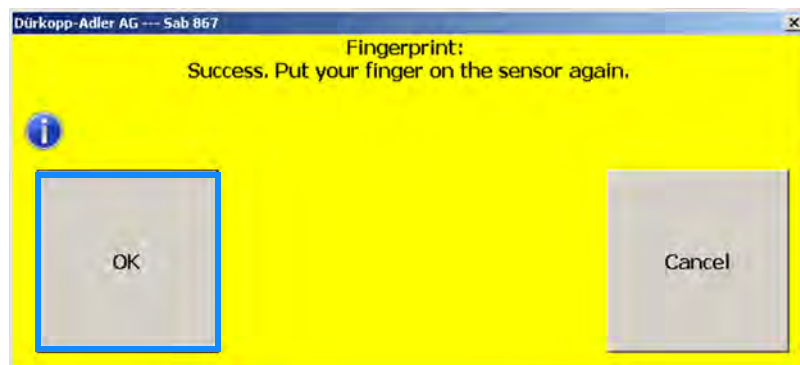 Dürkopp-Adler AG --- Sab 867
Fingerprint:
Success. Put your finger on the sensor again.
OK
Cancel